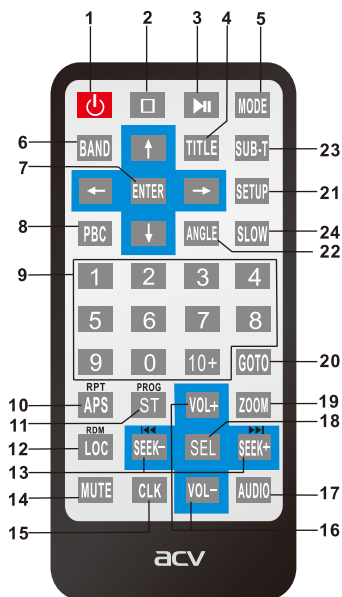 1 2 3 4 5
MODE
6 BAND TITLE SUB-T 23
7 ENTER SETUP 21
8 PBC ANGLE SLOW 24
22
9 1 2 3 4
5 6 7 8
9 0 10+ GOTO 20
RPT PROG
10 APS ST VOL+ ZOOM 19
11 18
RDM
12 LOC SEEK- SEL SEEK+
13
14 MUTE CLK VOL- AUDIO 17
15 16
acv